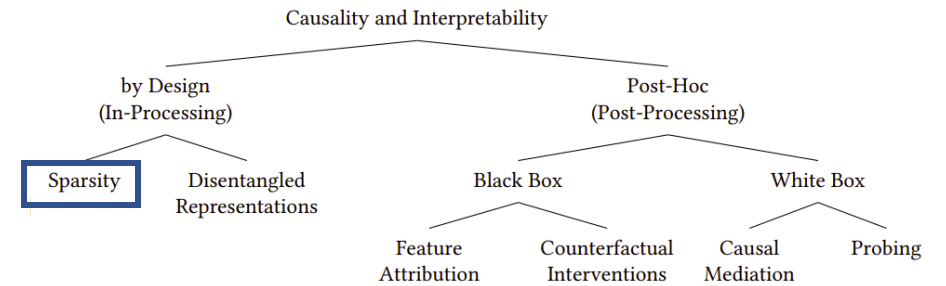 Causality and Interpretability
by Design
(In-Processing)
Post-Hoc
(Post-Processing)
Sparsity
Disentangled
Representations
Black Box
White Box
Feature
Attribution
Counterfactual
Interventions
Causal
Mediation
Probing